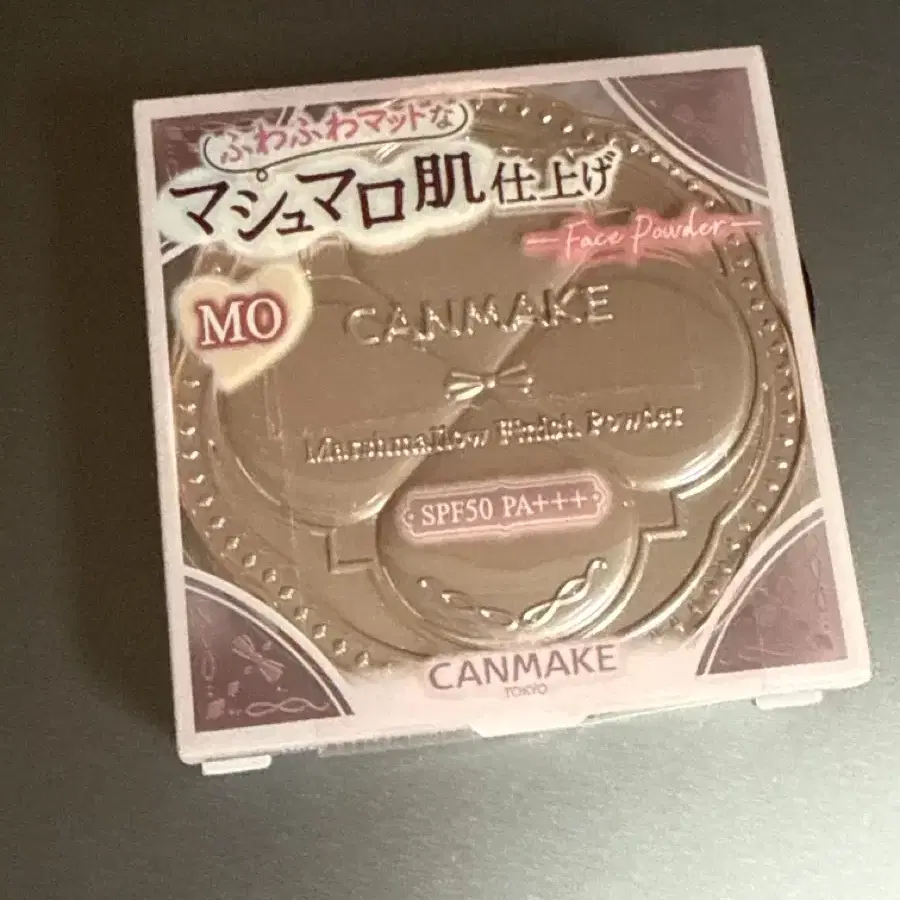 ふわふわマットな
マシュマロ肌仕上げ
Face Powder
MO
CANMAKE
Marshmallow Finish Powder
SPF50 PA+++
CANMAKE
TOKYO